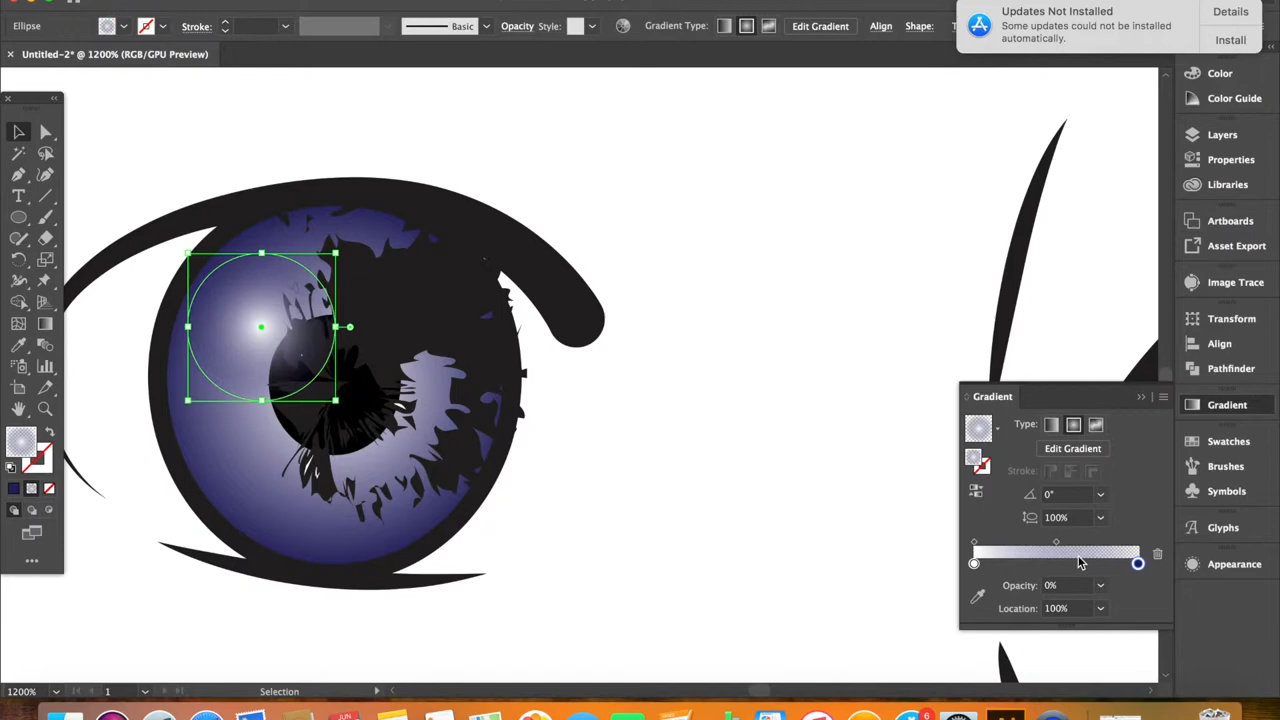 Ellipse
Stroke:
Basic
Opacity
Style:
Gradient Type:
Edit Gradient
Align
Shape:
Updates Not Installed
Some updates could not be installed
automatically.
Details
Install
× Untitled-2* @ 1200% (RGB/GPU Preview)
Color
Color Guide
Layers
Properties
Libraries
Artboards
Asset Export
Image Trace
Transform
Align
Pathfinder
Gradient
Swatches
Brushes
Symbols
Glyphs
Appearance
Gradient
Type:
Edit Gradient
Stroke:
0°
100%
Opacity: 0%
Location: 100%
1200%
1
Selection
JUN
6